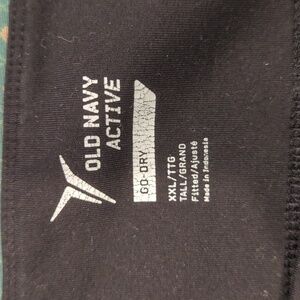 OLD NAVY
ACTIVE
GO-DRY
XXL/TTG
TALL/GRAND
Fitted/Ajusté
Made in Indonesia